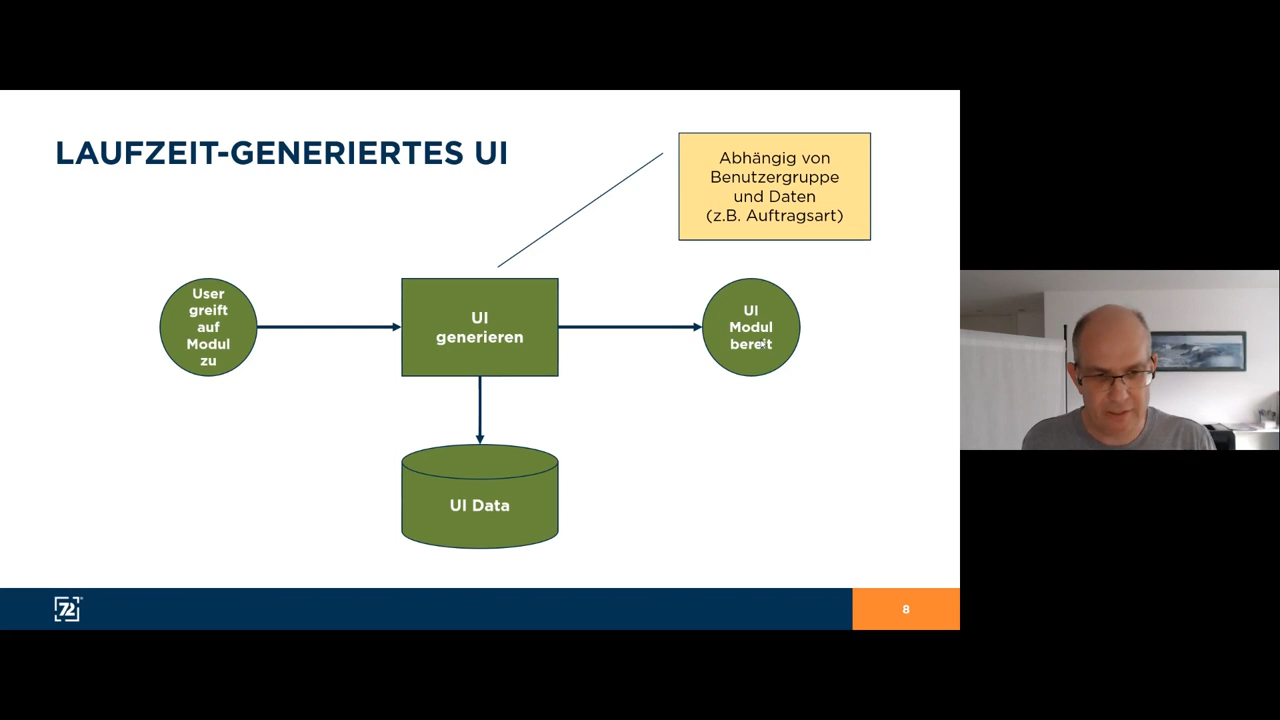 LAUFZEIT-GENERIERTES UI
Abhängig von
Benutzergruppe
und Daten
(z.B. Auftragsart)
User
greift
auf
Modul
zu
UI
generieren
UI
Modul
bereit
UI Data
72
8